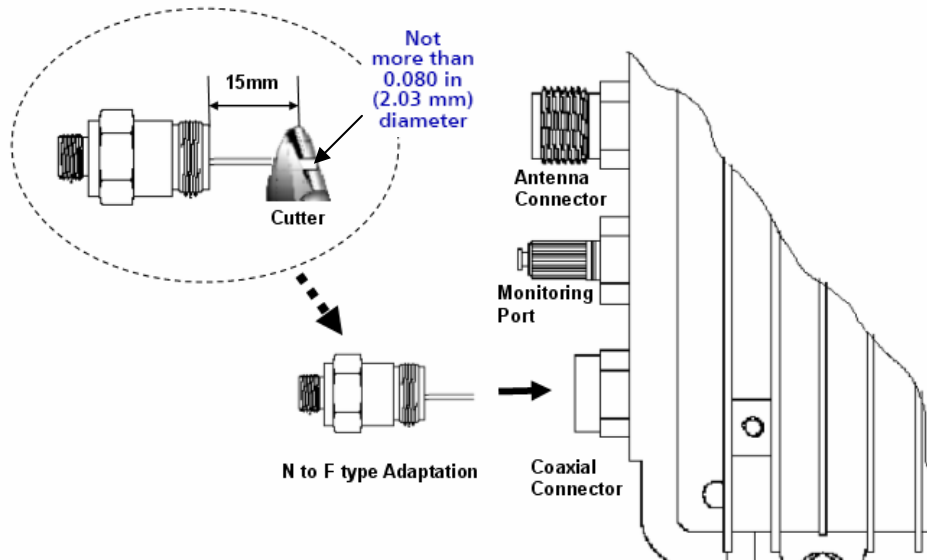 Not
more than
0.080 in
(2.03 mm)
diameter
15mm
Cutter
Antenna
Connector
Monitoring
Port
N to F type Adaptation
Coaxial
Connector